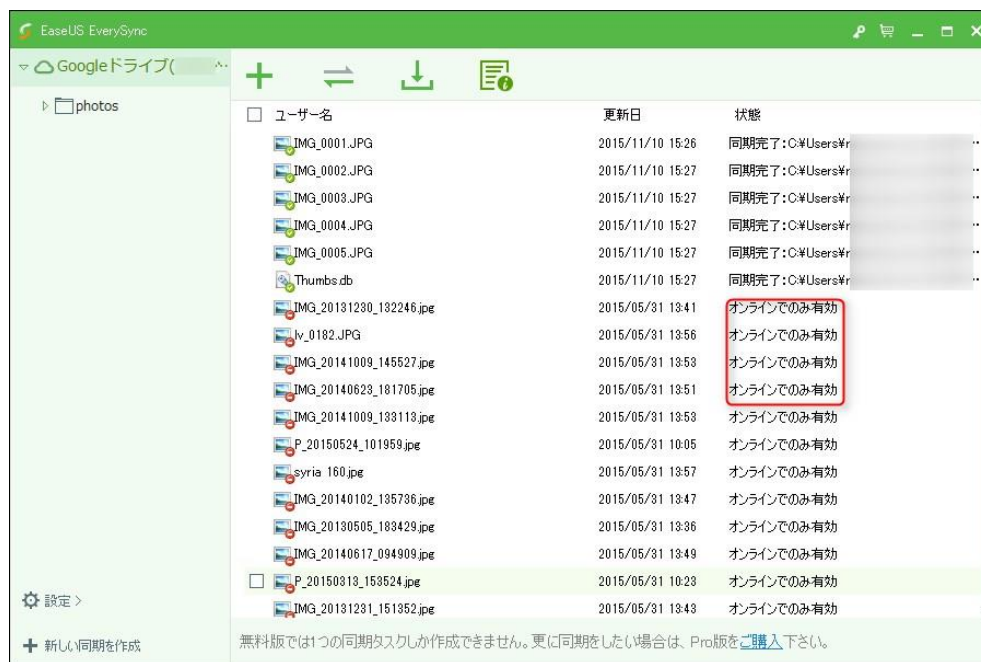 EaseUS EverySync
Googleドライブ(
photos
ユーザー名 更新日 状態
IMG_0001.JPG 2015/11/10 15:26 同期完了:C:¥Users¥r
IMG_0002.JPG 2015/11/10 15:27 同期完了:C:¥Users¥r
IMG_0003.JPG 2015/11/10 15:27 同期完了:C:¥Users¥r
IMG_0004.JPG 2015/11/10 15:27 同期完了:C:¥Users¥r
IMG_0005.JPG 2015/11/10 15:27 同期完了:C:¥Users¥r
Thumbs.db 2015/11/10 15:27 同期完了:C:¥Users¥r
IMG_20131230_132246.jpg 2015/05/31 13:41 オンラインでのみ有効
lv_0182.JPG 2015/05/31 13:56 オンラインでのみ有効
IMG_20141009_145527.jpg 2015/05/31 13:53 オンラインでのみ有効
IMG_20140623_181705.jpg 2015/05/31 13:51 オンラインでのみ有効
IMG_20141009_133113.jpg 2015/05/31 13:53 オンラインでのみ有効
P_20150524_101959.jpg 2015/05/31 10:05 オンラインでのみ有効
syria 160.jpg 2015/05/31 13:57 オンラインでのみ有効
IMG_20140102_135736.jpg 2015/05/31 13:47 オンラインでのみ有効
IMG_20130505_183429.jpg 2015/05/31 13:36 オンラインでのみ有効
IMG_20140617_094909.jpg 2015/05/31 13:49 オンラインでのみ有効
P_20150313_153524.jpg 2015/05/31 10:23 オンラインでのみ有効
IMG_20131231_151352.jpg 2015/05/31 13:43 オンラインでのみ有効
設定 >
新しい同期を作成
無料版では1つの同期タスクしか作成できません。更に同期をしたい場合は、Pro版をご購入下さい。